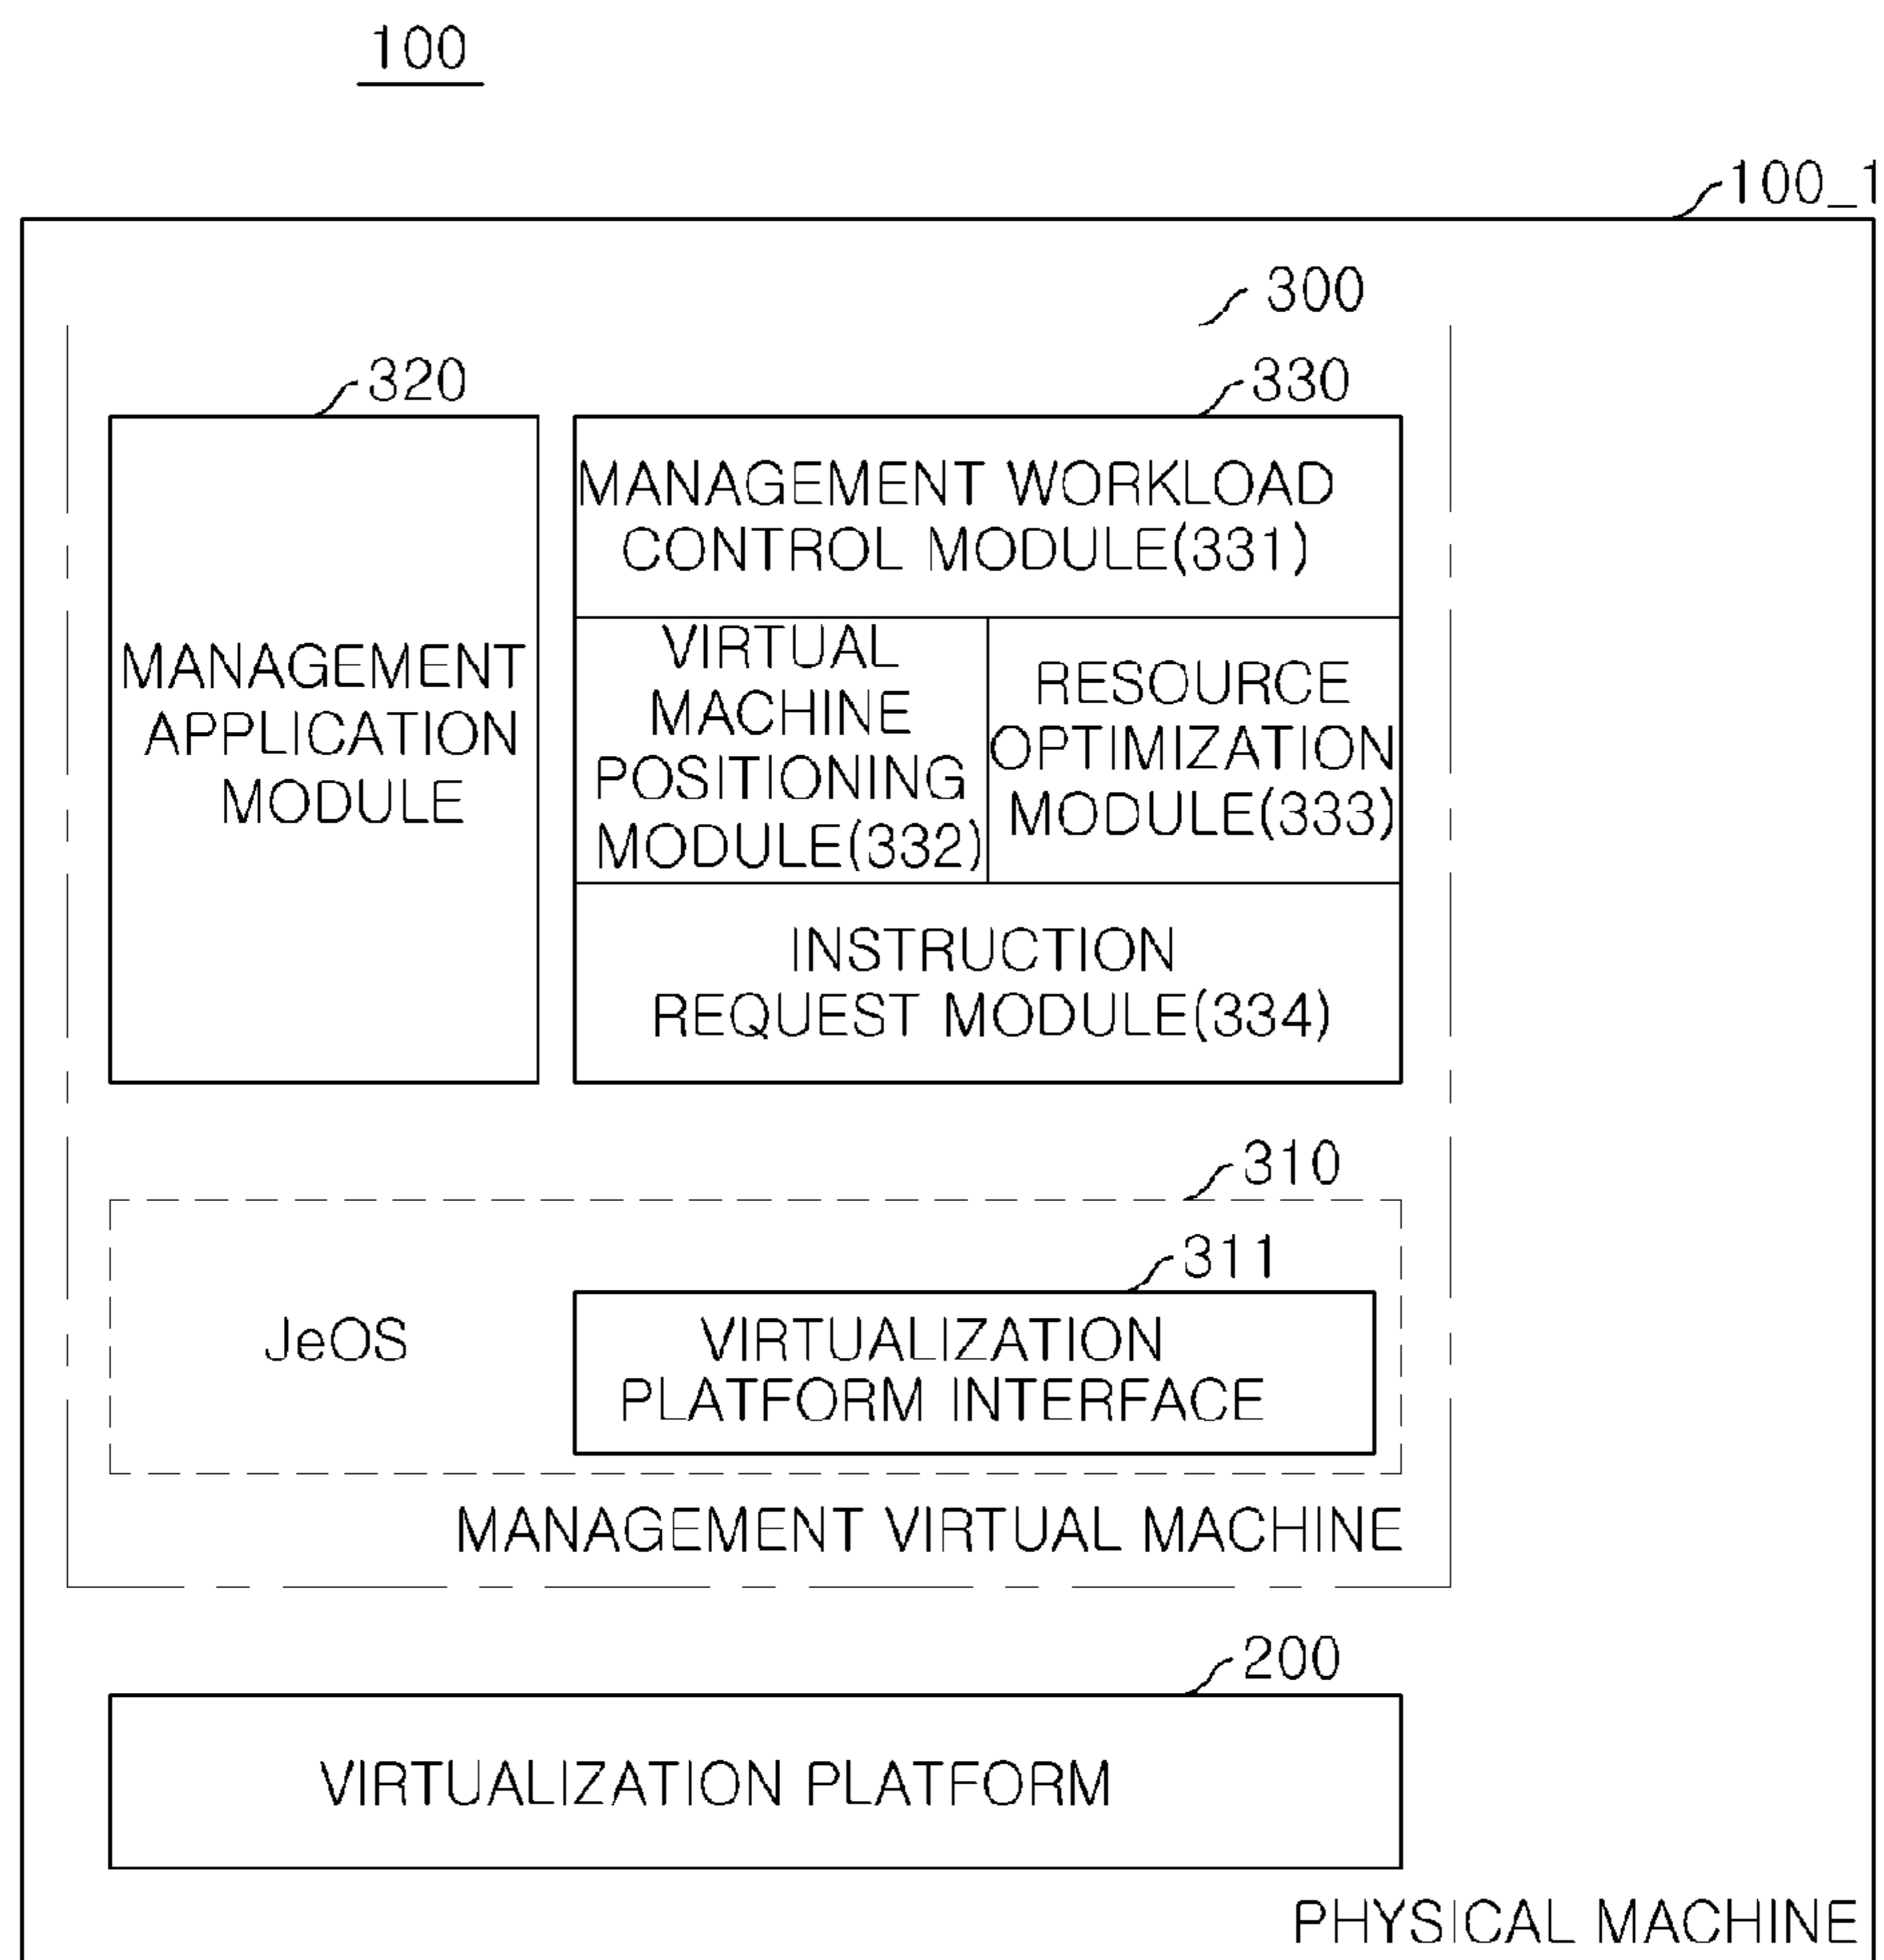 100
100_1
300
320
330
MANAGEMENT WORKLOAD
CONTROL MODULE(331)
MANAGEMENT
APPLICATION
MODULE
VIRTUAL
MACHINE
POSITIONING
MODULE(332)
RESOURCE
OPTIMIZATION
MODULE(333)
INSTRUCTION
REQUEST MODULE(334)
310
311
JeOS
VIRTUALIZATION
PLATFORM INTERFACE
MANAGEMENT VIRTUAL MACHINE
200
VIRTUALIZATION PLATFORM
PHYSICAL MACHINE